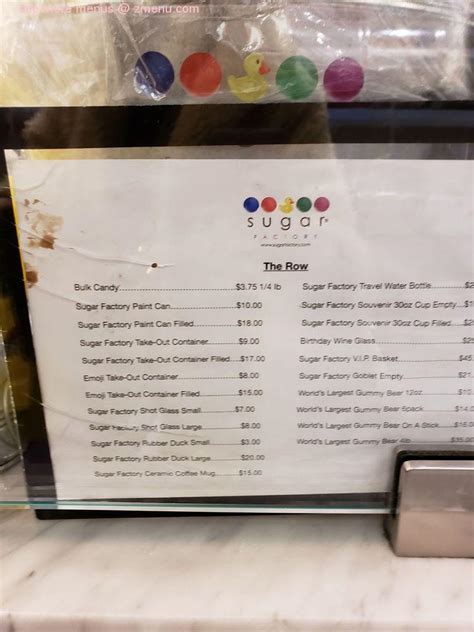 menus @ zmenu.com
sugar
FACTORY
www.sugarfactory.com
The Row
Bulk Candy $3.75 1/4 lb
Sugar Factory Paint Can $10.00
Sugar Factory Paint Can Filled $18.00
Sugar Factory Take-Out Container $9.00
Sugar Factory Take-Out Container Filled $17.00
Emoji Take-Out Container $8.00
Emoji Take-Out Container Filled $15.00
Sugar Factory Shot Glass Small $7.00
Sugar Factory Shot Glass Large $8.00
Sugar Factory Rubber Duck Small $3.00
Sugar Factory Rubber Duck Large $20.00
Sugar Factory Ceramic Coffee Mug $15.00
Sugar Factory Travel Water Bottle
Sugar Factory Souvenir 30oz Cup Empty
Sugar Factory Souvenir 30oz Cup Filled
Birthday Wine Glass
Sugar Factory V.I.P. Basket
Sugar Factory Goblet Empty
World's Largest Gummy Bear 12oz
World's Largest Gummy Bear 6pack
World's Largest Gummy Bear On A Stick
World's Largest Gummy Bear 4lb